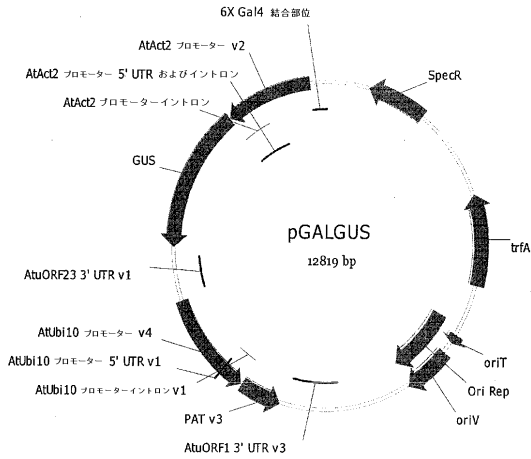 6X Gal4 結合部位
AtAct2 プロモーター v2
AtAct2 プロモーター 5' UTR およびイントロン
AtAct2 プロモーターイントロン
SpecR
GUS
pGALGUS
12819 bp
trfA
AtuORF23 3' UTR v1
AtUbi10 プロモーター v4
AtUbi10 プロモーター 5' UTR v1
AtUbi10 プロモーターイントロン v1
oriT
Ori Rep
oriV
PAT v3
AtuORF1 3' UTR v3